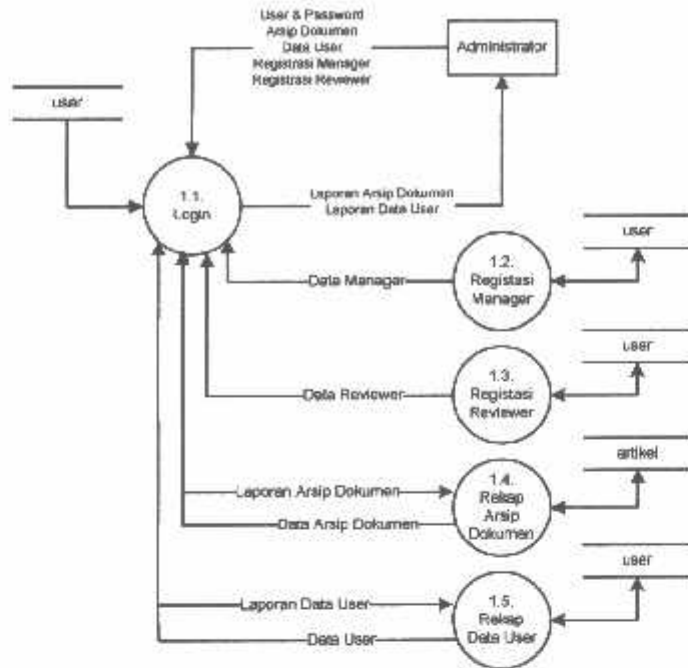 User & Password
Arsip Dokumen
Data User
Registrasi Manager
Registrasi Reviewer
Administrator
user
1.1.
Login
Laporan Arsip Dokumen
Laporan Data User
user
Data Manager
1.2.
Registasi
Manager
user
Data Reviewer
1.3.
Registasi
Reviewer
artikel
Laporan Arsip Dokumen
Data Arsip Dokumen
1.4.
Rekap
Arsip
Dokumen
user
Laporan Data User
Data User
1.5.
Rekap
Data User